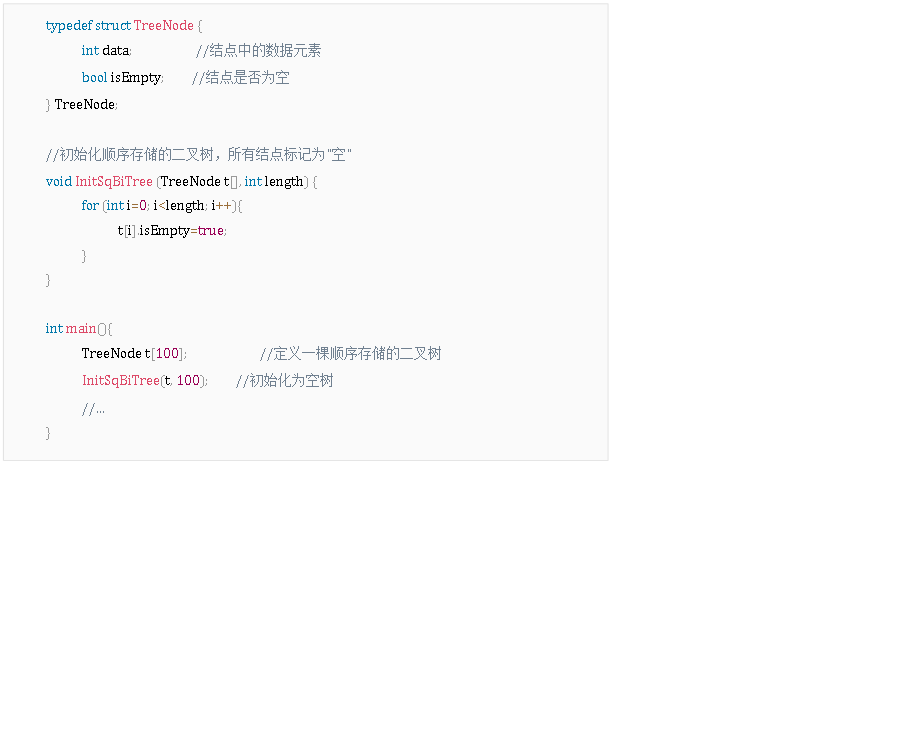 typedef struct TreeNode {
int data; //结点中的数据元素
bool isEmpty; //结点是否为空
} TreeNode;
//初始化顺序存储的二叉树，所有结点标记为"空"
void InitSqBiTree (TreeNode t[], int length) {
for (int i=0; i<length; i++){
t[i].isEmpty=true;
}
}
int main(){
TreeNode t[100]; //定义一棵顺序存储的二叉树
InitSqBiTree(t, 100); //初始化为空树
//...
}